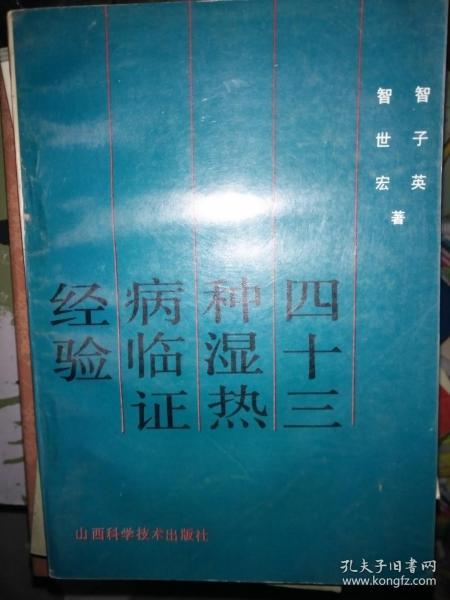 智子英
智世宏
著
四十三
种湿热
病临证
经验
山西科学技术出版社
孔夫子旧书网
www.kongfz.com